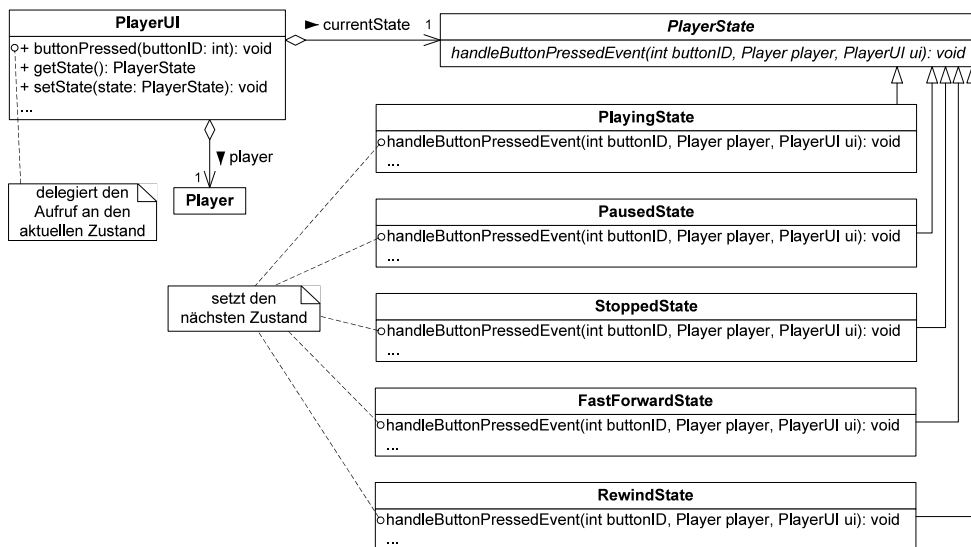 PlayerUI
+ buttonPressed(buttonID: int): void
+ getState(): PlayerState
+ setState(state: PlayerState): void
...
currentState
1
PlayerState
handleButtonPressedEvent(int buttonID, Player player, PlayerUI ui): void
player
1
Player
delegiert den
Aufruf an den
aktuellen Zustand
PlayingState
handleButtonPressedEvent(int buttonID, Player player, PlayerUI ui): void
...
PausedState
handleButtonPressedEvent(int buttonID, Player player, PlayerUI ui): void
...
setzt den
nächsten Zustand
StoppedState
handleButtonPressedEvent(int buttonID, Player player, PlayerUI ui): void
...
FastForwardState
handleButtonPressedEvent(int buttonID, Player player, PlayerUI ui): void
...
RewindState
handleButtonPressedEvent(int buttonID, Player player, PlayerUI ui): void
...